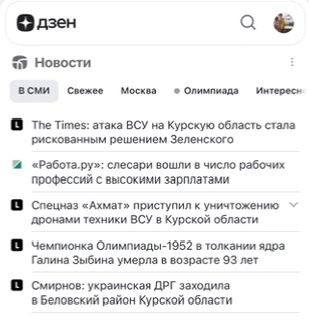 дзен
Новости
В СМИ Свежее Москва Олимпиада Интересн
The Times: атака ВСУ на Курскую область стала
рискованным решением Зеленского
«Работа.ру»: слесари вошли в число рабочих
профессий с высокими зарплатами
Спецназ «Ахмат» приступил к уничтожению
дронами техники ВСУ в Курской области
Чемпионка Олимпиады-1952 в толкании ядра
Галина Зыбина умерла в возрасте 93 лет
Смирнов: украинская ДРГ заходила
в Беловский район Курской области